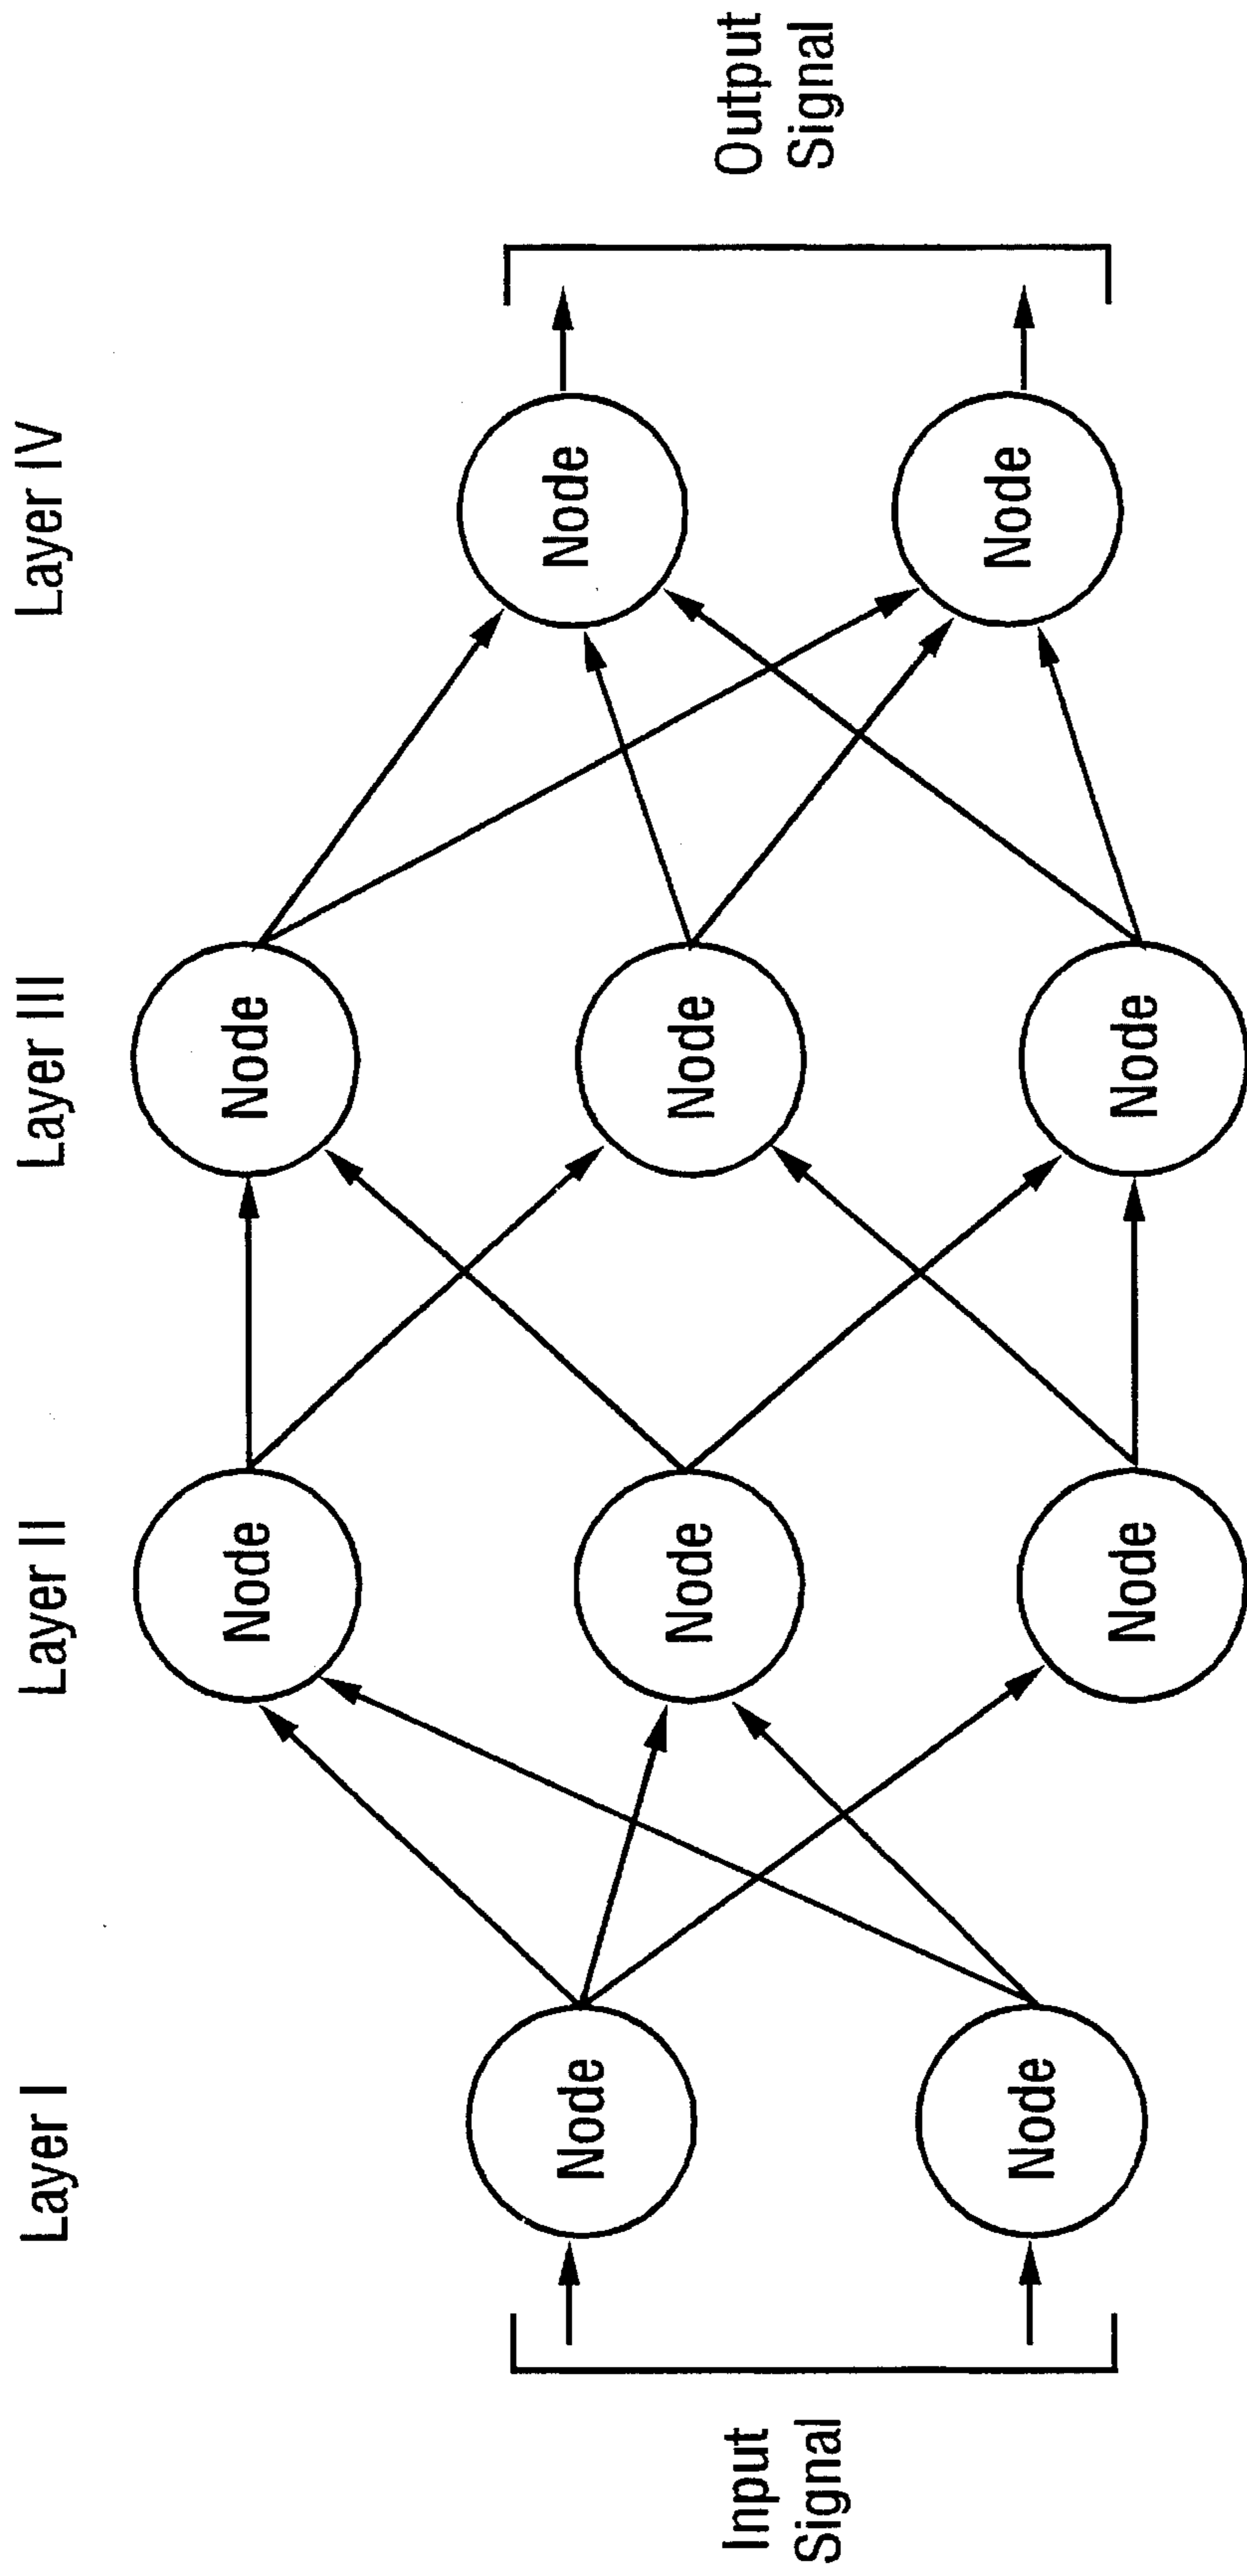 Layer I
Layer II
Layer III
Layer IV
Input
Signal
Node
Node
Node
Node
Node
Node
Node
Node
Node
Node
Output
Signal